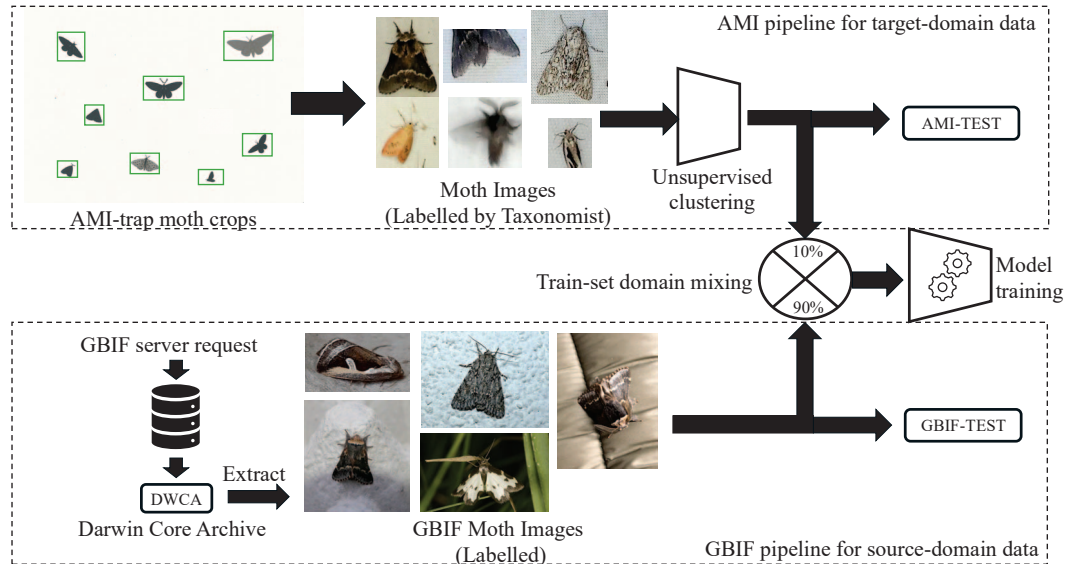 AMI pipeline for target-domain data
AMI-trap moth crops
Moth Images
(Labelled by Taxonomist)
Unsupervised
clustering
AMI-TEST
Train-set domain mixing
10%
90%
Model
training
GBIF server request
DWCA
Darwin Core Archive
Extract
GBIF Moth Images
(Labelled)
GBIF-TEST
GBIF pipeline for source-domain data